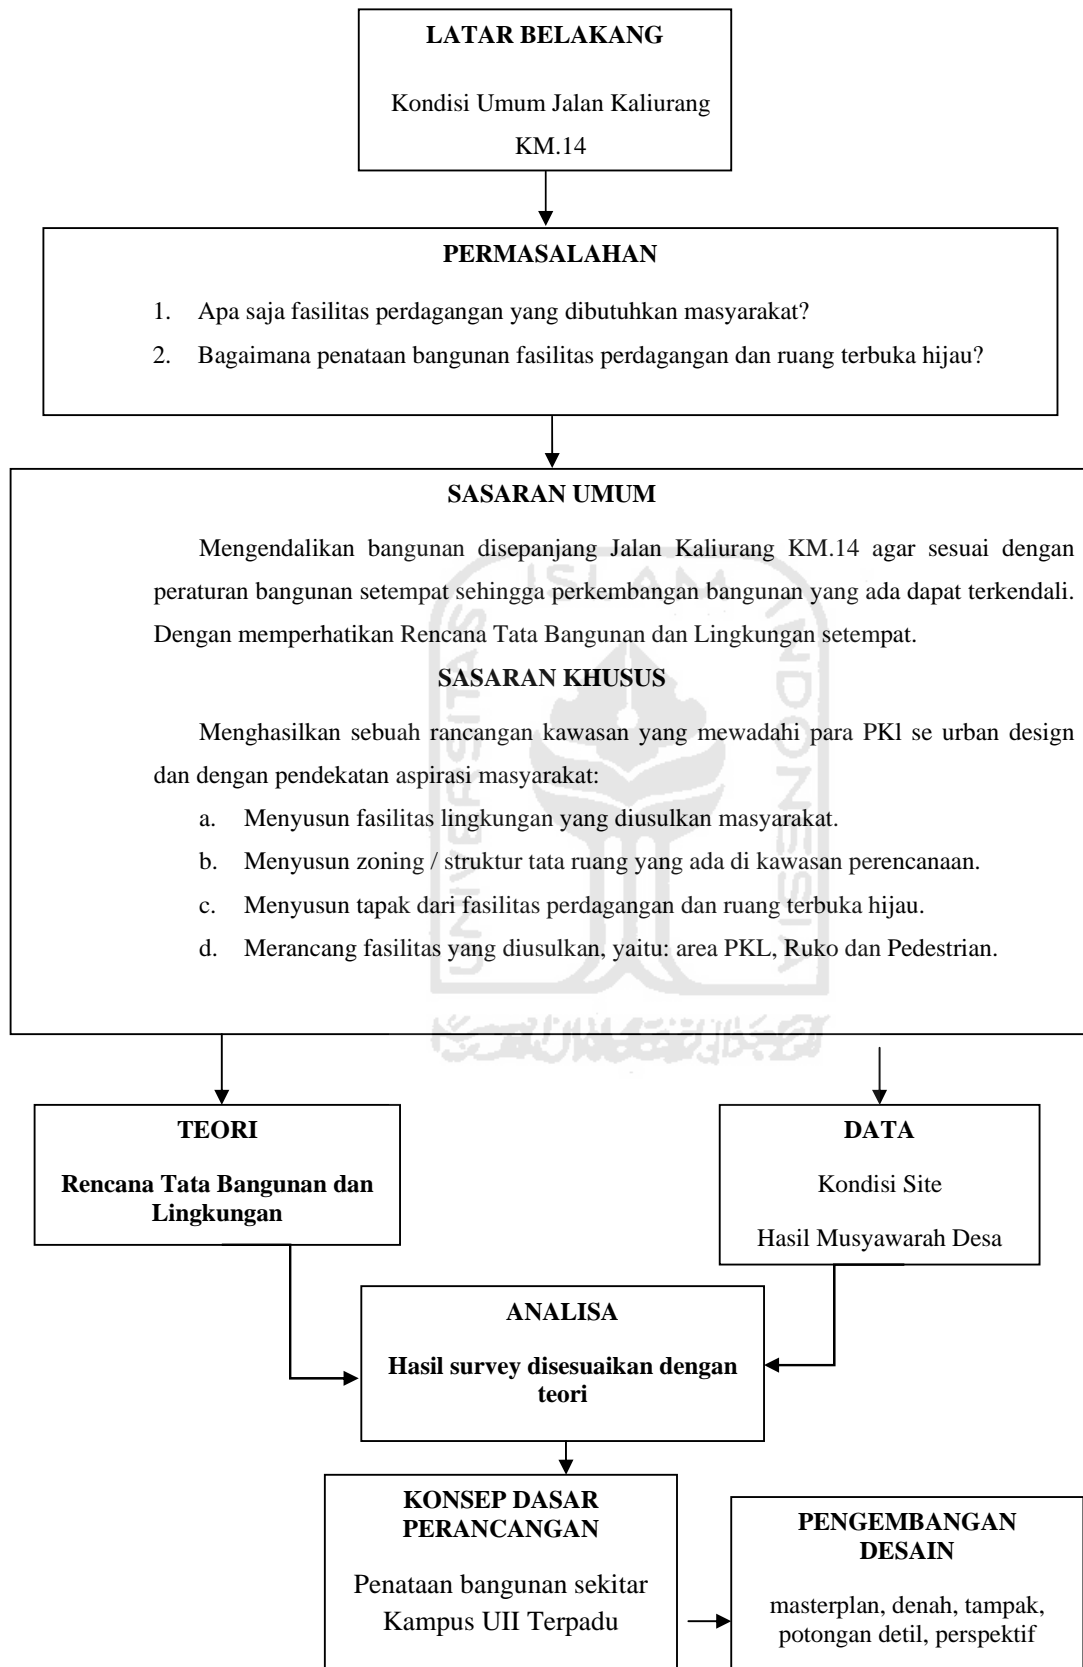 LATAR BELAKANG
Kondisi Umum Jalan Kaliurang
KM.14
PERMASALAHAN
1. Apa saja fasilitas perdagangan yang dibutuhkan masyarakat?
2. Bagaimana penataan bangunan fasilitas perdagangan dan ruang terbuka hijau?
SASARAN UMUM
Mengendalikan bangunan disepanjang Jalan Kaliurang KM.14 agar sesuai dengan
peraturan bangunan setempat sehingga perkembangan bangunan yang ada dapat terkendali.
Dengan memperhatikan Rencana Tata Bangunan dan Lingkungan setempat.
SASARAN KHUSUS
Menghasilkan sebuah rancangan kawasan yang mewadahi para PKl se urban design
dan dengan pendekatan aspirasi masyarakat:
a. Menyusun fasilitas lingkungan yang diusulkan masyarakat.
b. Menyusun zoning / struktur tata ruang yang ada di kawasan perencanaan.
c. Menyusun tapak dari fasilitas perdagangan dan ruang terbuka hijau.
d. Merancang fasilitas yang diusulkan, yaitu: area PKL, Ruko dan Pedestrian.
UNIVERSITAS
ISLAM
INDONESIA
TEORI
Rencana Tata Bangunan dan
Lingkungan
DATA
Kondisi Site
Hasil Musyawarah Desa
ANALISA
Hasil survey disesuaikan dengan
teori
KONSEP DASAR
PERANCANGAN
Penataan bangunan sekitar
Kampus UII Terpadu
PENGEMBANGAN
DESAIN
masterplan, denah, tampak,
potongan detil, perspektif